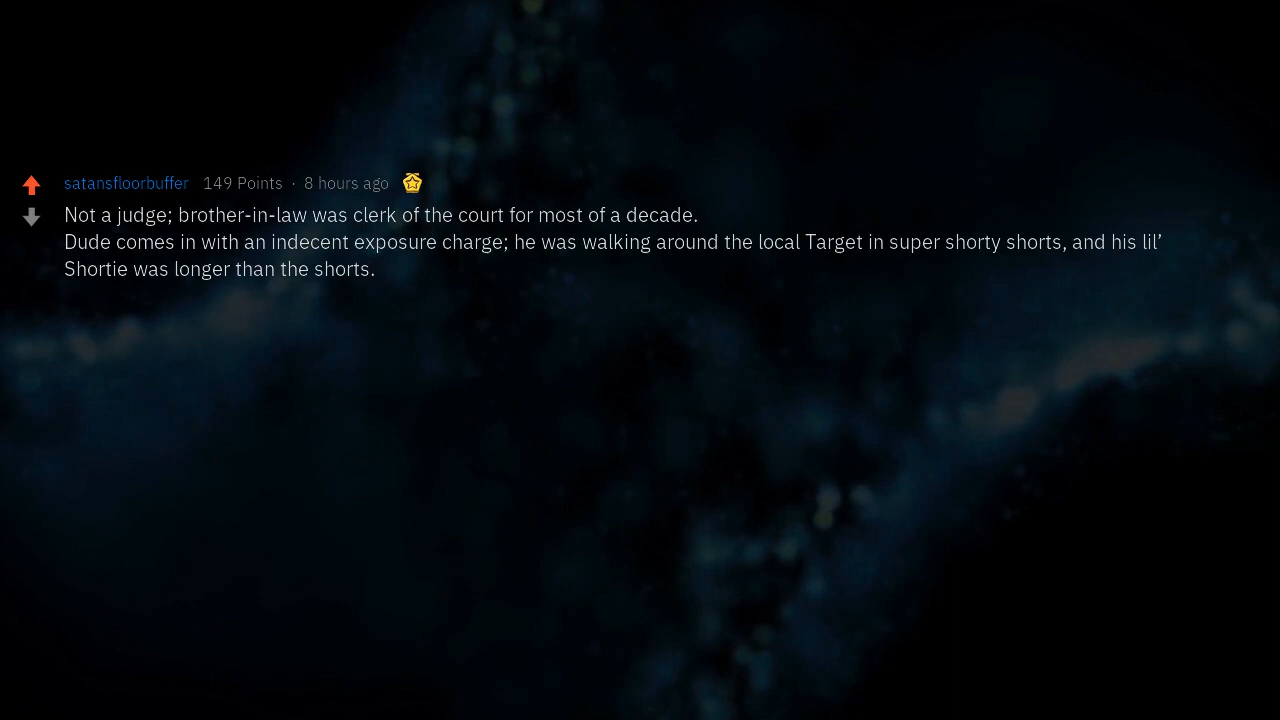 satansfloorbuffer 149 Points · 8 hours ago
Not a judge; brother-in-law was clerk of the court for most of a decade.
Dude comes in with an indecent exposure charge; he was walking around the local Target in super shorty shorts, and his lil’
Shortie was longer than the shorts.